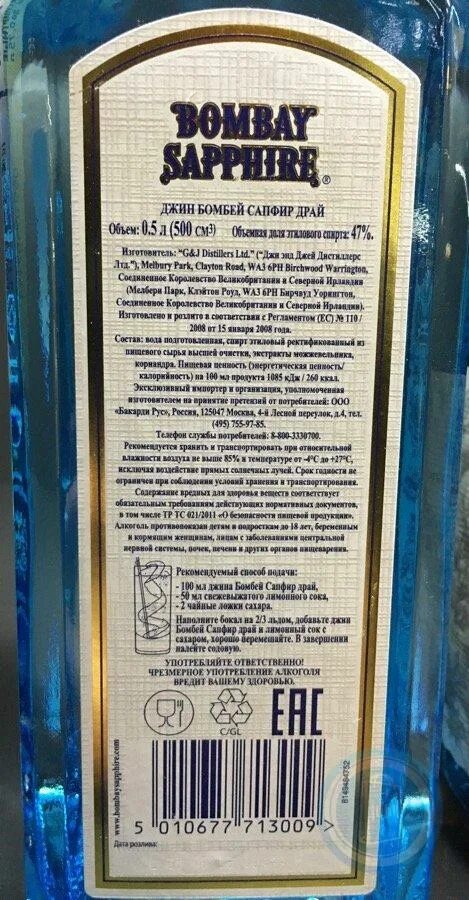 BOMBAY
SAPPHIRE®
ДЖИН БОМБЕЙ САПФИР ДРАЙ
Объем: 0.5 л (500 см³) Объемная доля этилового спирта: 47%.
Изготовитель: "G&J Distillers Ltd." ("Джи энд Джей Дистиллерс
Лтд."), Melbury Park, Clayton Road, WA3 6PH Birchwood Warrington,
Соединенное Королевство Великобритании и Северной Ирландии
(Мелбери Парк, Клэйтон Роуд, WA3 6PH Бирчвуд Уорингтон,
Соединенное Королевство Великобритании и Северной Ирландии).
Изготовлено и розлито в соответствии с Регламентом (ЕС) № 110 /
2008 от 15 января 2008 года.
Состав: вода подготовленная, спирт этиловый ректификованный из
пищевого сырья высшей очистки, экстракты можжевельника,
кориандра. Пищевая ценность (энергетическая ценность/
калорийность) на 100 мл продукта 1085 кДж / 260 ккал.
Эксклюзивный импортер и организация, уполномоченная
изготовителем на принятие претензий от потребителей: ООО
«Бакарди Рус», Россия, 125047 Москва, 4-й Лесной переулок, д.4, тел.
(495) 755-97-85.
Телефон службы потребителей: 8-800-3330700.
Рекомендуется хранить и транспортировать при относительной
влажности воздуха не выше 85% и температуре от -4°C до +27°C,
исключая воздействие прямых солнечных лучей. Срок годности не
ограничен при соблюдении условий хранения и транспортирования.
Содержание вредных для здоровья веществ соответствует
обязательным требованиям действующих нормативных документов,
в том числе ТР ТС 021/2011 «О безопасности пищевой продукции».
Алкоголь противопоказан детям и подросткам до 18 лет, беременным
и кормящим женщинам, лицам с заболеваниями центральной
нервной системы, почек, печени и других органов пищеварения.
Рекомендуемый способ подачи:
- 100 мл джина Бомбей Сапфир драй,
- 50 мл свежевыжатого лимонного сока,
- 2 чайные ложки сахара.
Наполните бокал на 2/3 льдом, добавьте джин
Бомбей Сапфир драй и лимонный сок с
сахаром, хорошо перемешайте. В завершении
налейте содовую.
УПОТРЕБЛЯЙТЕ ОТВЕТСТВЕННО!
ЧРЕЗМЕРНОЕ УПОТРЕБЛЕНИЕ АЛКОГОЛЯ
ВРЕДИТ ВАШЕМУ ЗДОРОВЬЮ.
C/GL
EAC
www.bombaysapphire.com
8149484752
5 010677 713009 >
Дата розлива: